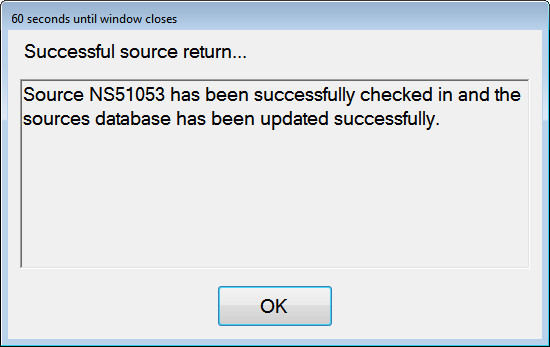 60 seconds until window closes
Successful source return...
Source NS51053 has been successfully checked in and the
sources database has been updated successfully.
OK